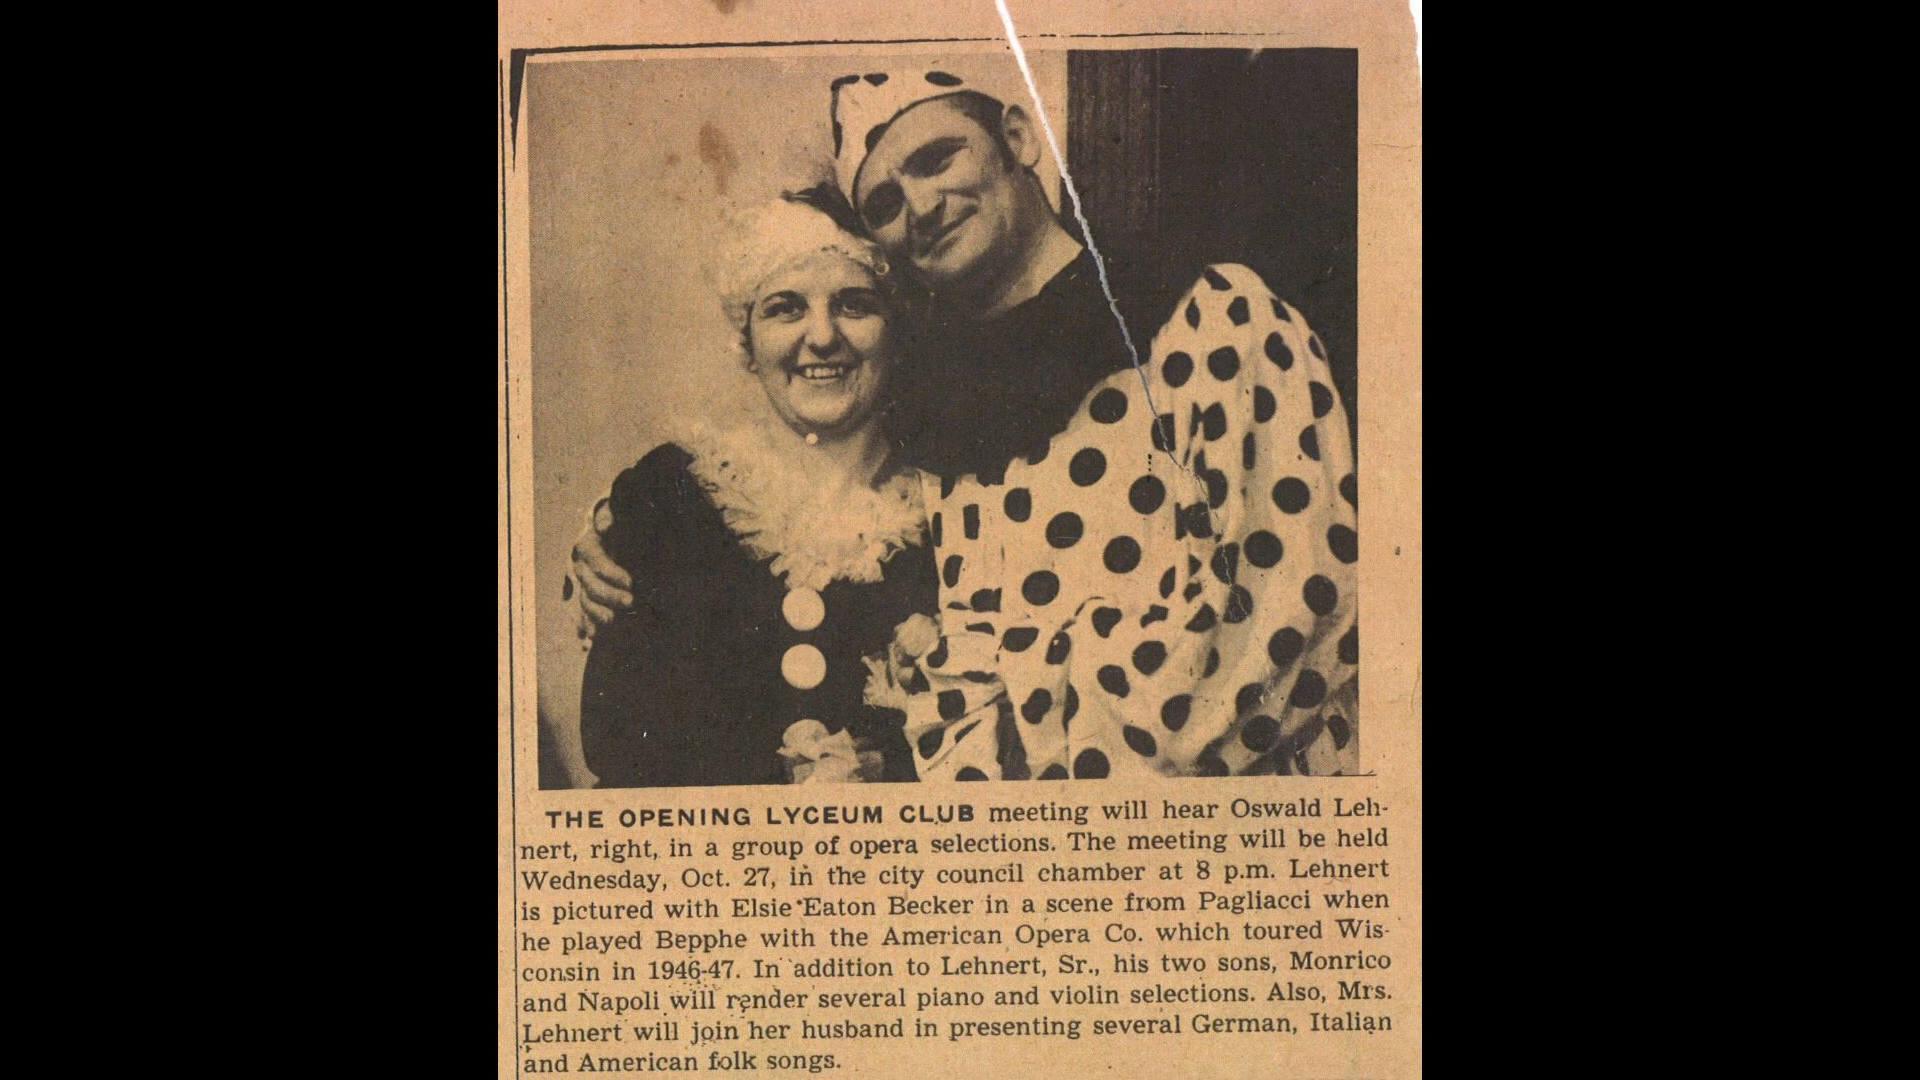 THE OPENING LYCEUM CLUB meeting will hear Oswald Leh-
nert, right, in a group of opera selections. The meeting will be held
Wednesday, Oct. 27, in the city council chamber at 8 p.m. Lehnert
is pictured with Elsie Eaton Becker in a scene from Pagliacci when
he played Bepphe with the American Opera Co. which toured Wis-
consin in 1946-47. In addition to Lehnert, Sr., his two sons, Monrico
and Napoli will render several piano and violin selections. Also, Mrs.
Lehnert will join her husband in presenting several German, Italian
and American folk songs.